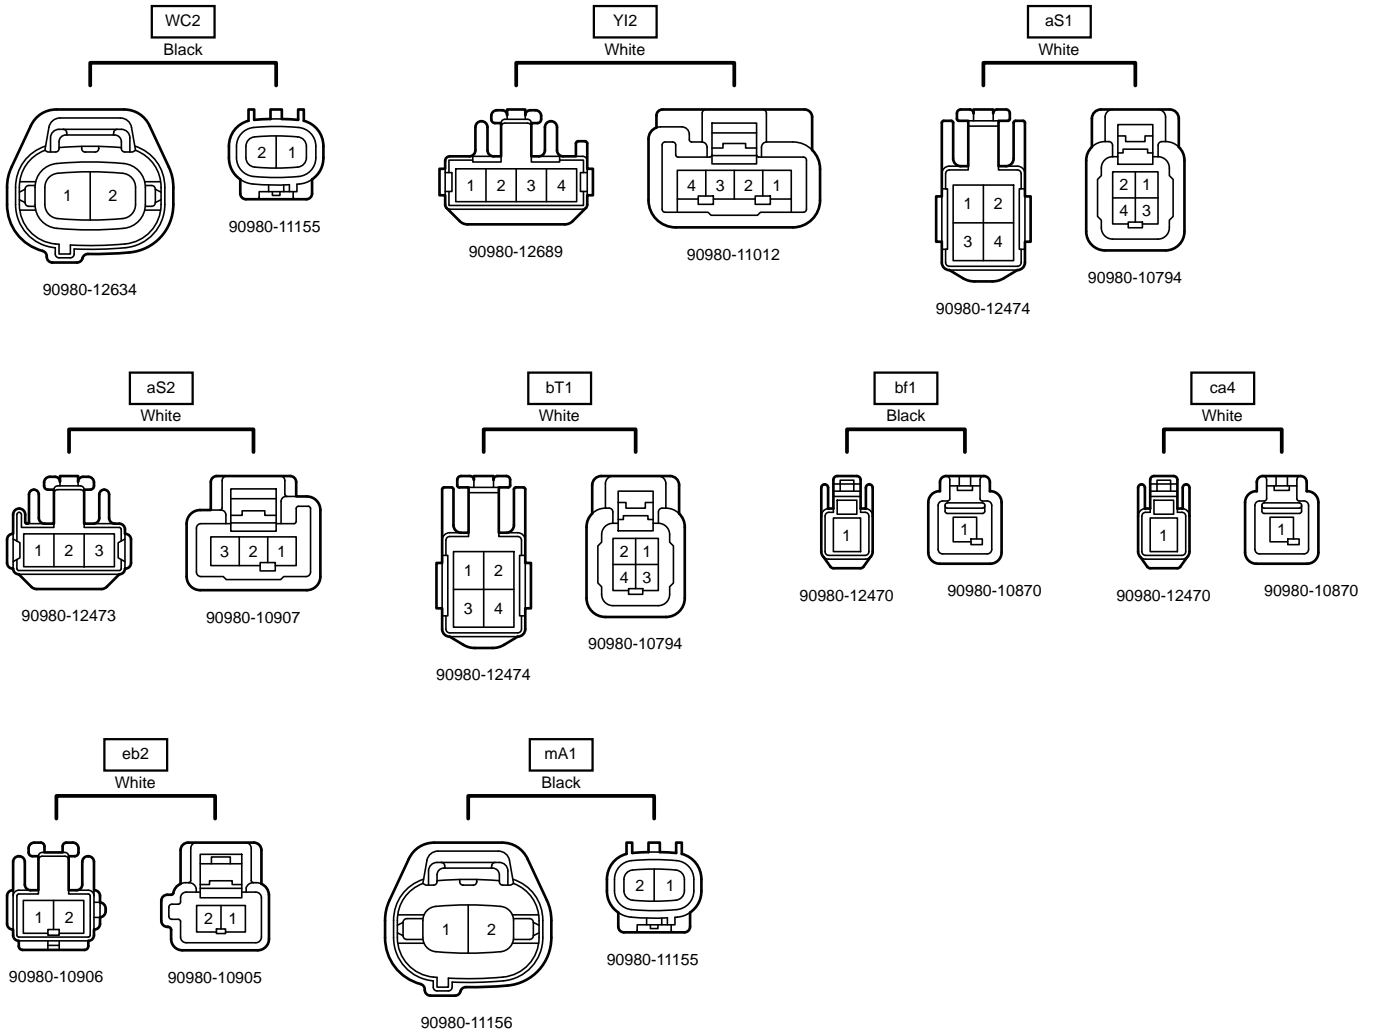 WC2
Black
1 2
2 1
90980-12634
90980-11155
YI2
White
1 2 3 4
4 3 2 1
90980-12689
90980-11012
aS1
White
1 2
3 4
2 1
4 3
90980-12474
90980-10794
aS2
White
1 2 3
3 2 1
90980-12473
90980-10907
bT1
White
1 2
3 4
2 1
4 3
90980-12474
90980-10794
bf1
Black
1
1
90980-12470
90980-10870
ca4
White
1
1
90980-12470
90980-10870
eb2
White
1 2
2 1
90980-10906
90980-10905
mA1
Black
1 2
2 1
90980-11156
90980-11155